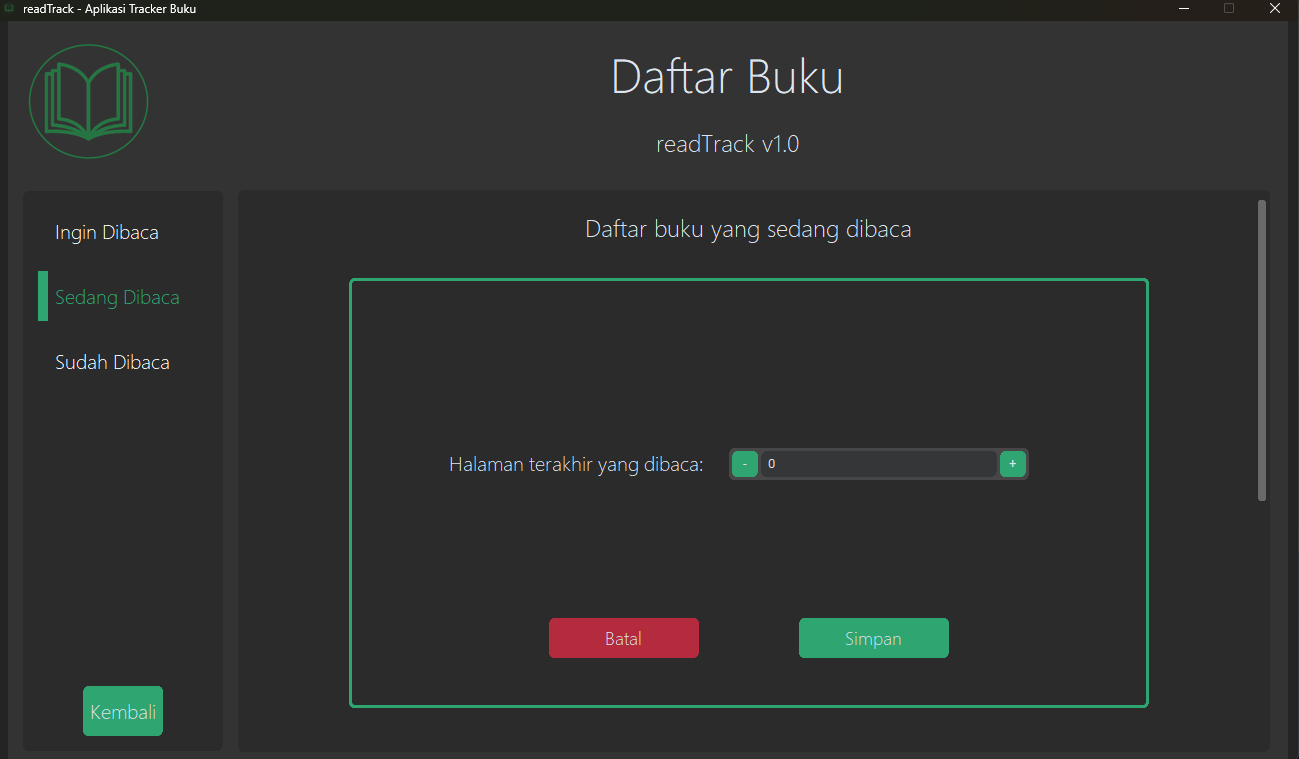 readTrack - Aplikasi Tracker Buku
Daftar Buku
readTrack v1.0
Ingin Dibaca
Sedang Dibaca
Sudah Dibaca
Kembali
Daftar buku yang sedang dibaca
Halaman terakhir yang dibaca: - 0 +
Batal Simpan